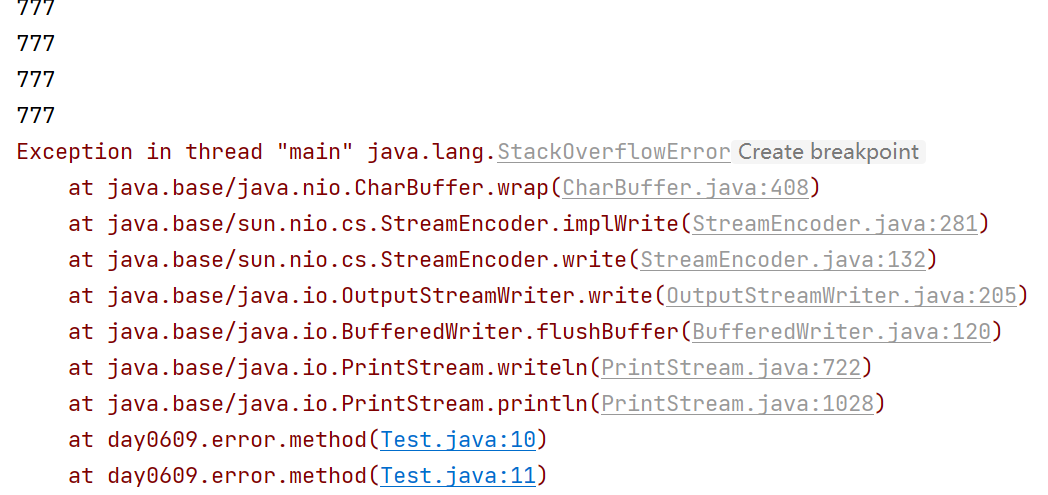 777
777
777
777
Exception in thread "main" java.lang.StackOverflowError Create breakpoint
    at java.base/java.nio.CharBuffer.wrap(CharBuffer.java:408)
    at java.base/sun.nio.cs.StreamEncoder.implWrite(StreamEncoder.java:281)
    at java.base/sun.nio.cs.StreamEncoder.write(StreamEncoder.java:132)
    at java.base/java.io.OutputStreamWriter.write(OutputStreamWriter.java:205)
    at java.base/java.io.BufferedWriter.flushBuffer(BufferedWriter.java:120)
    at java.base/java.io.PrintStream.writeln(PrintStream.java:722)
    at java.base/java.io.PrintStream.println(PrintStream.java:1028)
    at day0609.error.method(Test.java:10)
    at day0609.error.method(Test.java:11)